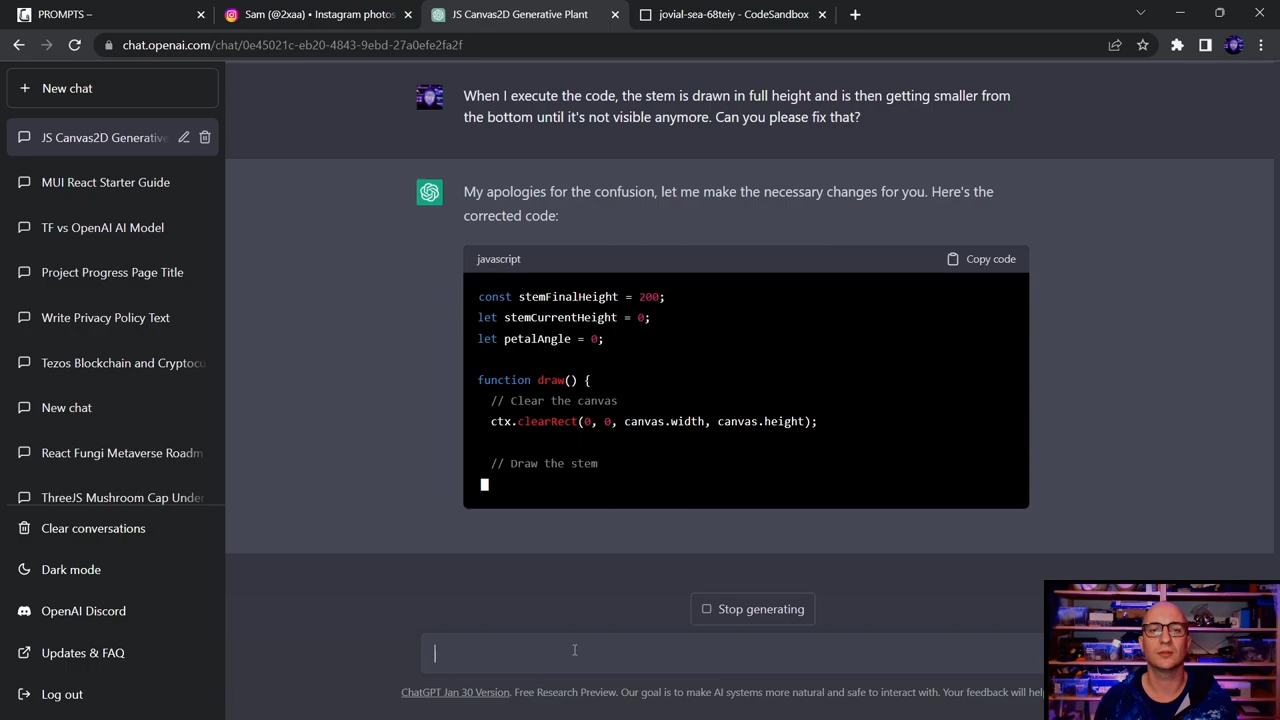 PROMPTS –
Sam (@2xaa) • Instagram photos
JS Canvas2D Generative Plant
jovial-sea-68teiy - CodeSandbox
chat.openai.com/chat/0e45021c-eb20-4843-9ebd-27a0efe2fa2f
New chat
JS Canvas2D Generative
MUI React Starter Guide
TF vs OpenAI AI Model
Project Progress Page Title
Write Privacy Policy Text
Tezos Blockchain and Cryptocu
New chat
React Fungi Metaverse Roadm
ThreeJS Mushroom Cap Under
Clear conversations
Dark mode
OpenAI Discord
Updates & FAQ
Log out
When I execute the code, the stem is drawn in full height and is then getting smaller from
the bottom until it's not visible anymore. Can you please fix that?
My apologies for the confusion, let me make the necessary changes for you. Here's the
corrected code:
javascript
Copy code
const stemFinalHeight = 200;
let stemCurrentHeight = 0;
let petalAngle = 0;
function draw() {
// Clear the canvas
ctx.clearRect(0, 0, canvas.width, canvas.height);
// Draw the stem
Stop generating
ChatGPT Jan 30 Version. Free Research Preview. Our goal is to make AI systems more natural and safe to interact with. Your feedback will hel